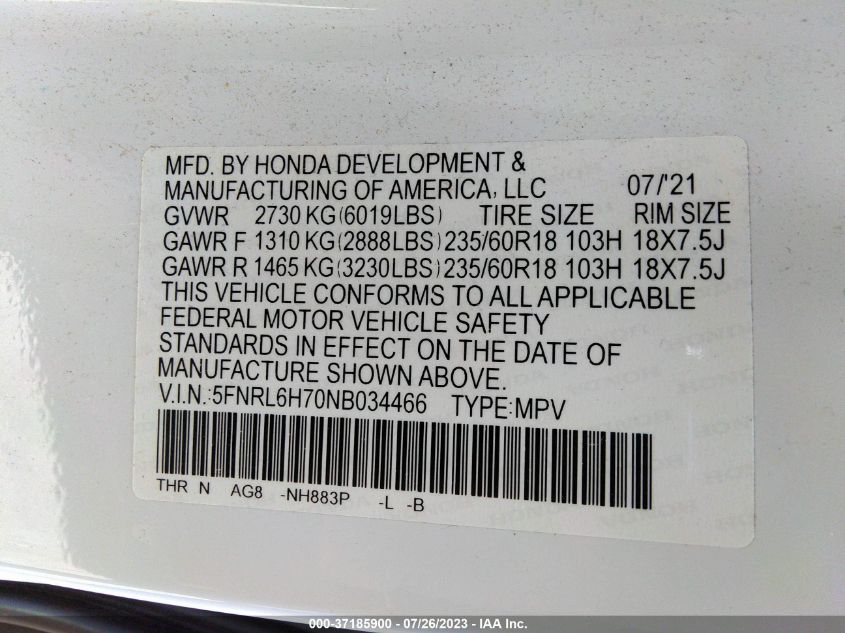 MFD. BY HONDA DEVELOPMENT &
MANUFACTURING OF AMERICA, LLC 07/'21
GVWR 2730 KG(6019LBS) TIRE SIZE RIM SIZE
GAWR F 1310 KG(2888LBS) 235/60R18 103H 18X7.5J
GAWR R 1465 KG(3230LBS) 235/60R18 103H 18X7.5J
THIS VEHICLE CONFORMS TO ALL APPLICABLE
FEDERAL MOTOR VEHICLE SAFETY
STANDARDS IN EFFECT ON THE DATE OF
MANUFACTURE SHOWN ABOVE.
V.I.N.:5FNRL6H70NB034466 TYPE:MPV
THR N AG8 -NH883P -L -B
000-37185900 - 07/26/2023 - IAA Inc.